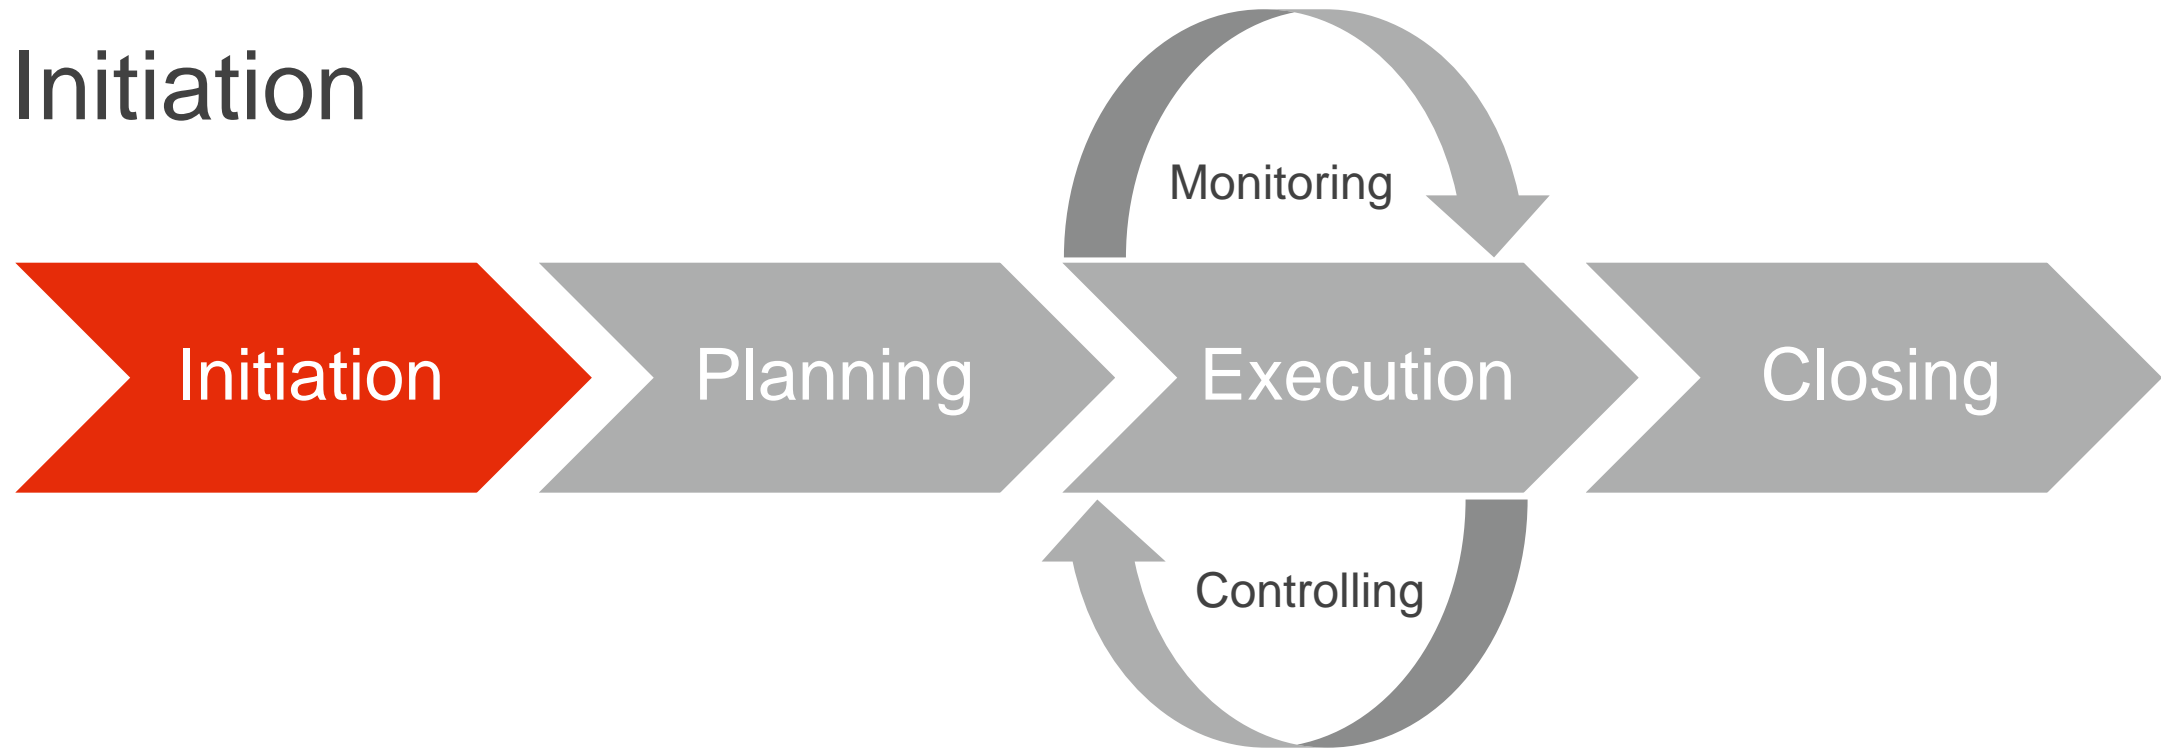 Initiation
Monitoring
Initiation
Planning
Execution
Closing
Controlling